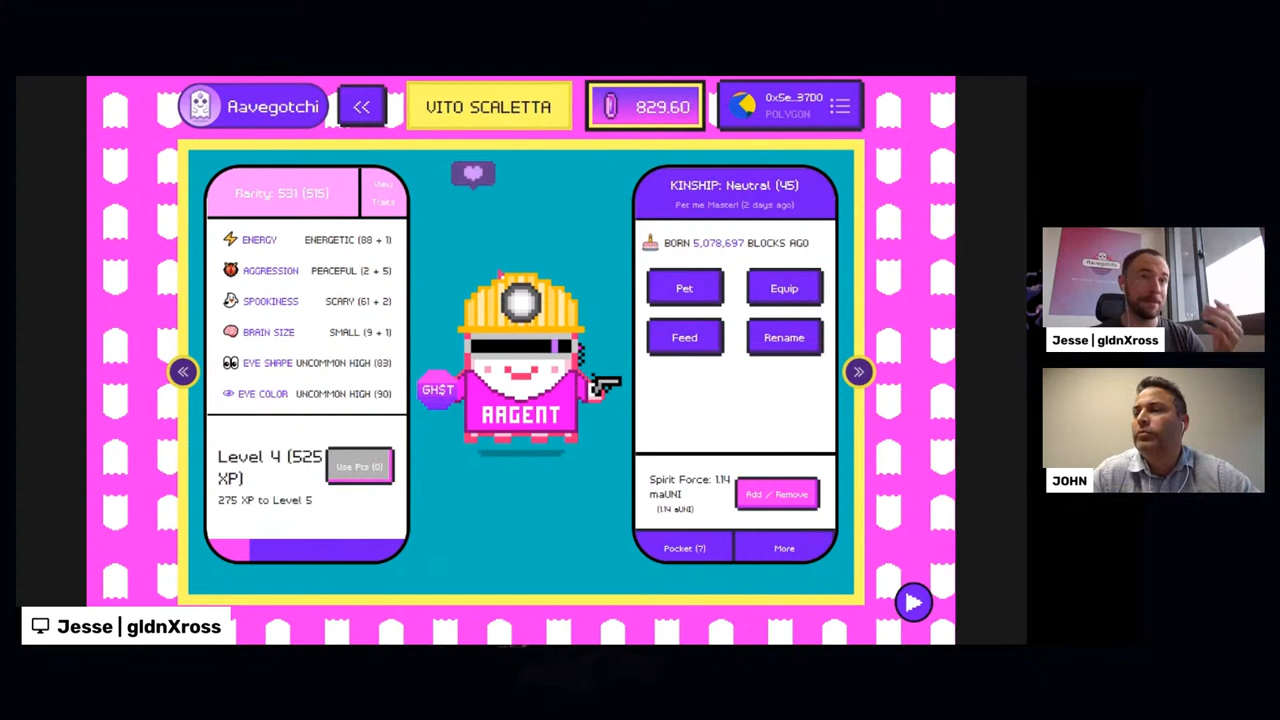 Aavegotchi
<<
VITO SCALETTA
829.60
0x5e...37D0
POLYGON
Rarity: 531 (515)
View
Traits
ENERGY ENERGETIC (88 + 1)
AGGRESSION PEACEFUL (2 + 5)
SPOOKINESS SCARY (61 + 2)
BRAIN SIZE SMALL (9 + 1)
EYE SHAPE UNCOMMON HIGH (83)
EYE COLOR UNCOMMON HIGH (90)
Level 4 (525
XP)
Use Pts (0)
275 XP to Level 5
GH$T
AAGENT
KINSHIP: Neutral (45)
Pet me Master! (2 days ago)
BORN 5,078,697 BLOCKS AGO
Pet
Equip
Feed
Rename
Spirit Force: 1.14
maUNI
(1.14 aUNI)
Add / Remove
Pocket (7)
More
Aavegotchi
Jesse | gldnXross
JOHN
Jesse | gldnXross